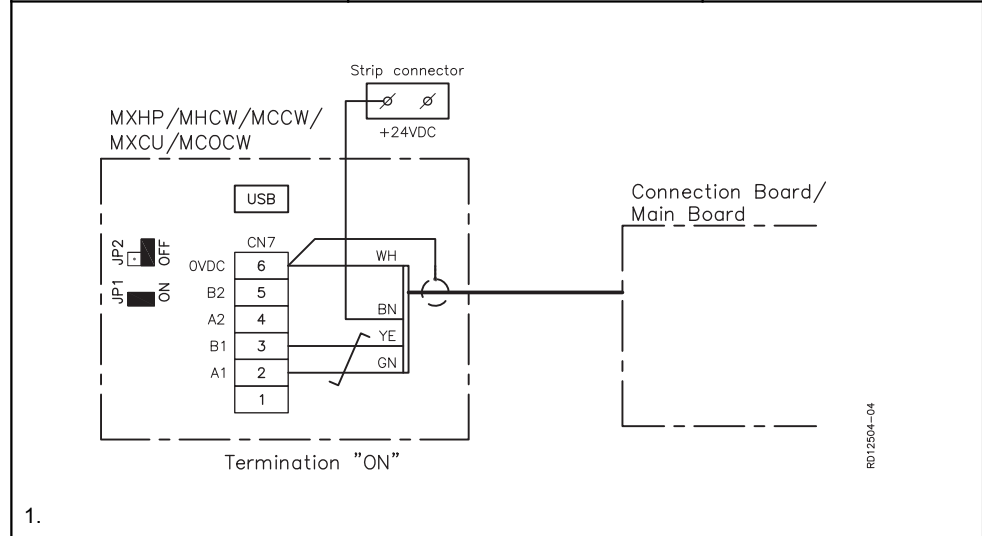 Strip connector
+24VDC
MXHP/MHCW/MCCW/
MXCU/MCOCW
USB
Connection Board/
Main Board
JP2
OFF
JP1
ON
CN7
0VDC 6 WH
B2 5
A2 4 BN
B1 3 YE
A1 2 GN
1
Termination "ON"
RD12504-04
1.